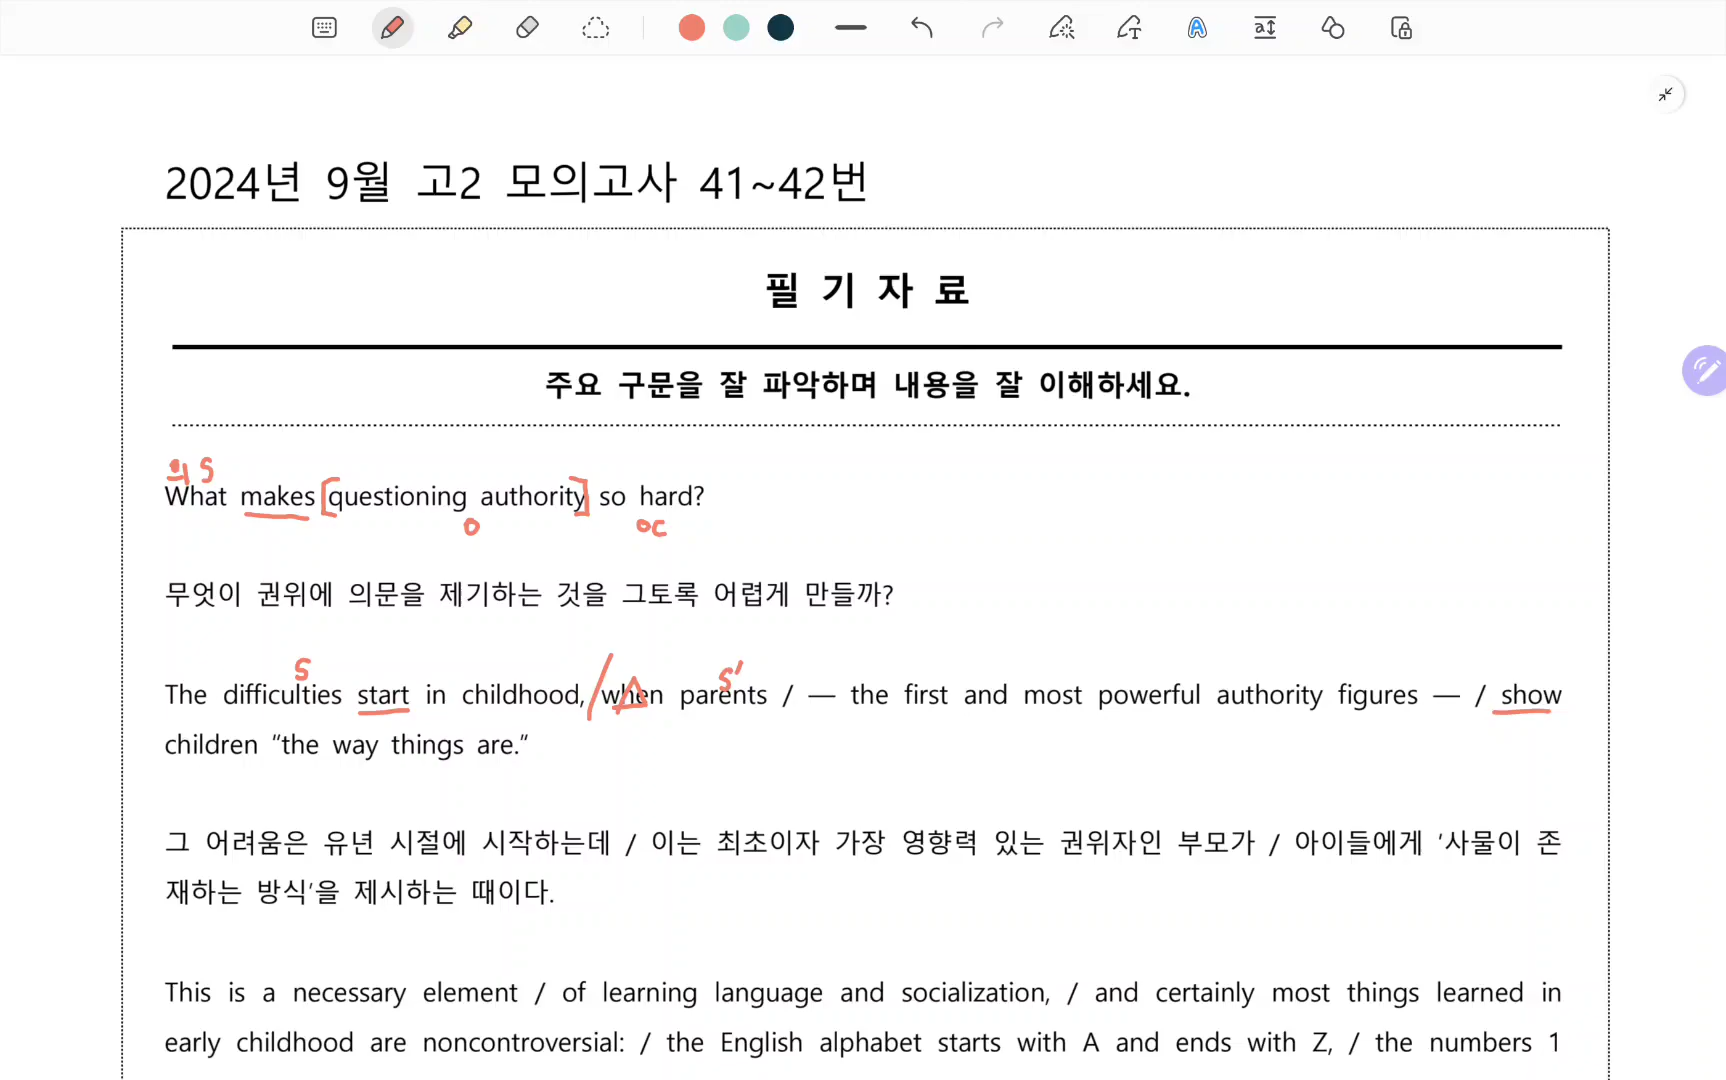 2024년 9월 고2 모의고사 41~42번
필 기 자 료
주요 구문을 잘 파악하며 내용을 잘 이해하세요.
의 S
What makes [questioning authority] so hard?
O OC
무엇이 권위에 의문을 제기하는 것을 그토록 어렵게 만들까?
S S'
The difficulties start in childhood, / when parents / — the first and most powerful authority figures — / show
children “the way things are.”
그 어려움은 유년 시절에 시작하는데 / 이는 최초이자 가장 영향력 있는 권위자인 부모가 / 아이들에게 '사물이 존
재하는 방식'을 제시하는 때이다.
This is a necessary element / of learning language and socialization, / and certainly most things learned in
early childhood are noncontroversial: / the English alphabet starts with A and ends with Z, / the numbers 1